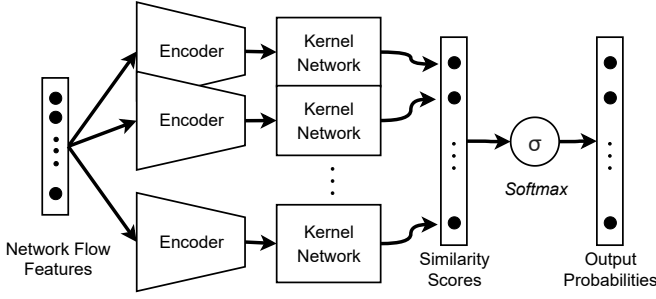 Encoder
Kernel
Network
Encoder
Kernel
Network
Encoder
Kernel
Network
Network Flow
Features
Similarity
Scores
σ
Softmax
Output
Probabilities